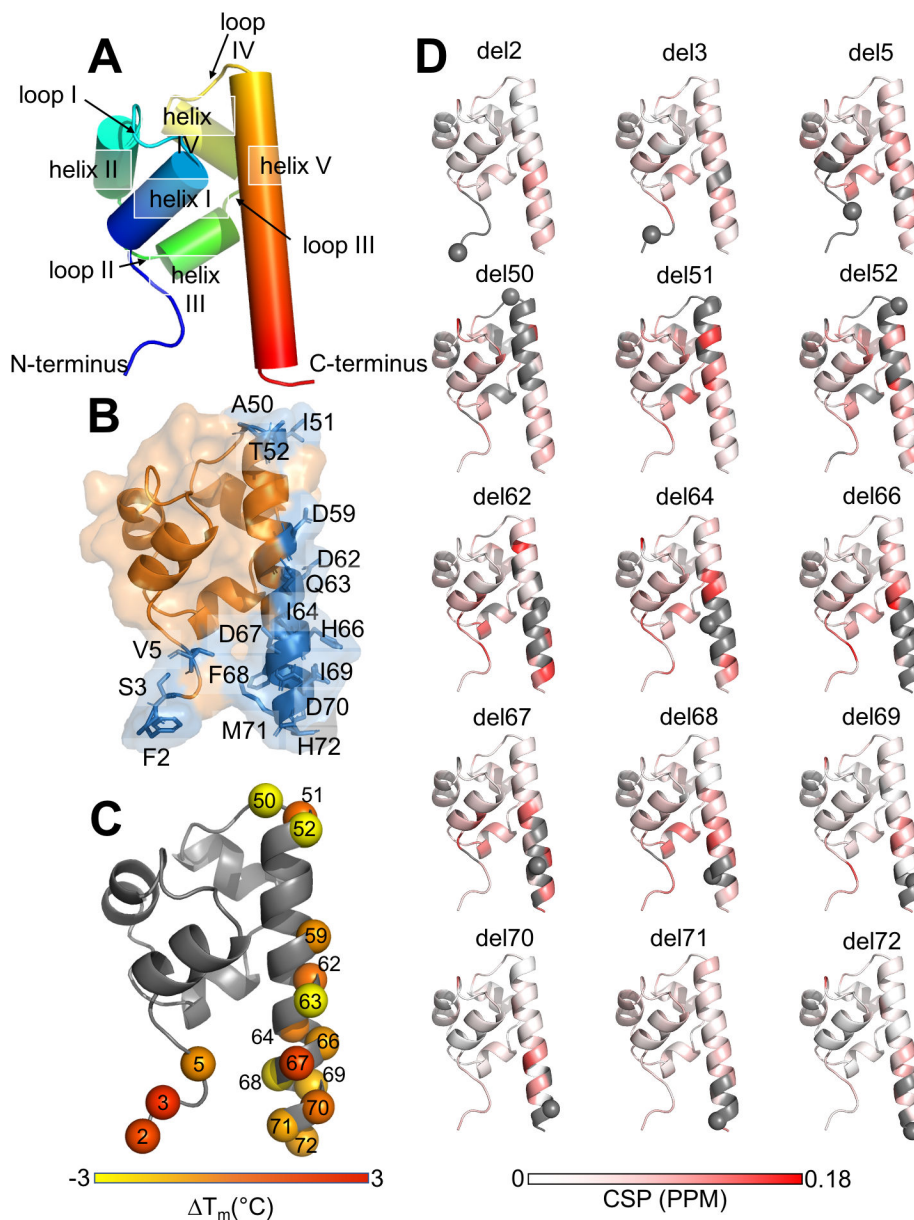 A
loop
IV
loop I
helix
IV
helix II
helix V
helix I
loop III
loop II
helix
III
N-terminus
C-terminus
B
A50
I51
T52
D59
D62
Q63
I64
D67
H66
V5
F68
I69
S3
D70
M71
H72
F2
C
50
51
52
59
62
63
64
66
5
67
68
69
3
70
2
71
72
-3
3
ΔTm(°C)
D
del2
del3
del5
del50
del51
del52
del62
del64
del66
del67
del68
del69
del70
del71
del72
0
0.18
CSP (PPM)